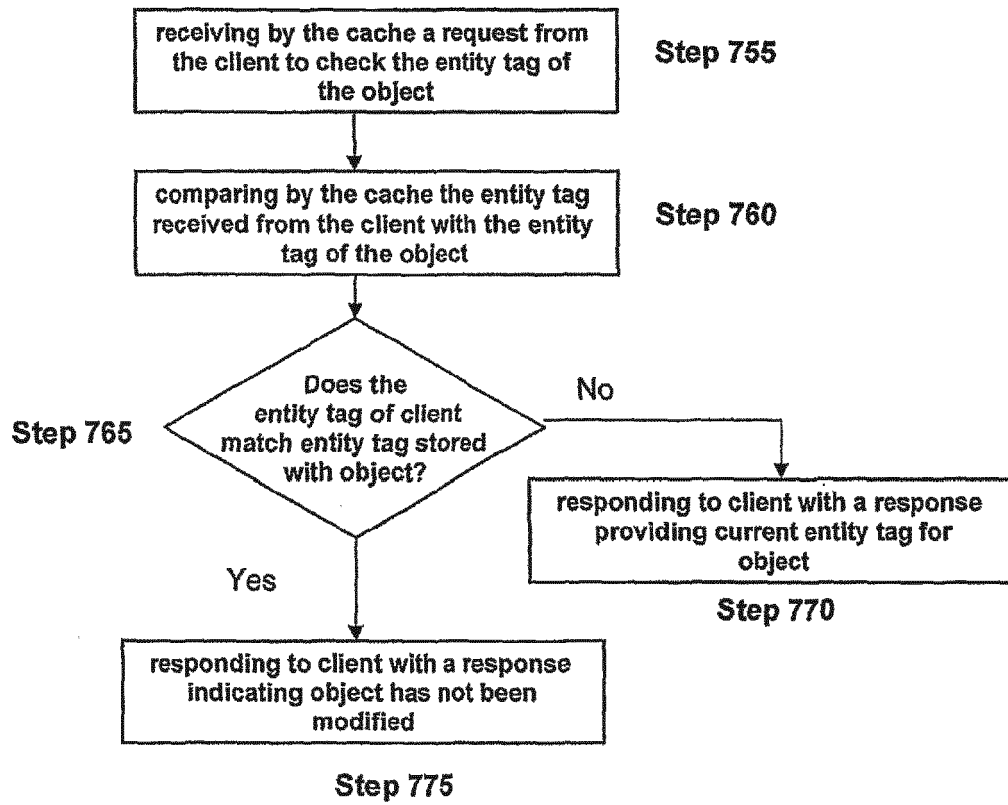 receiving by the cache a request from
the client to check the entity tag of
the object
Step 755
comparing by the cache the entity tag
received from the client with the entity
tag of the object
Step 760
Does the
entity tag of client
match entity tag stored
with object?
Step 765
No
responding to client with a response
providing current entity tag for
object
Step 770
Yes
responding to client with a response
indicating object has not been
modified
Step 775